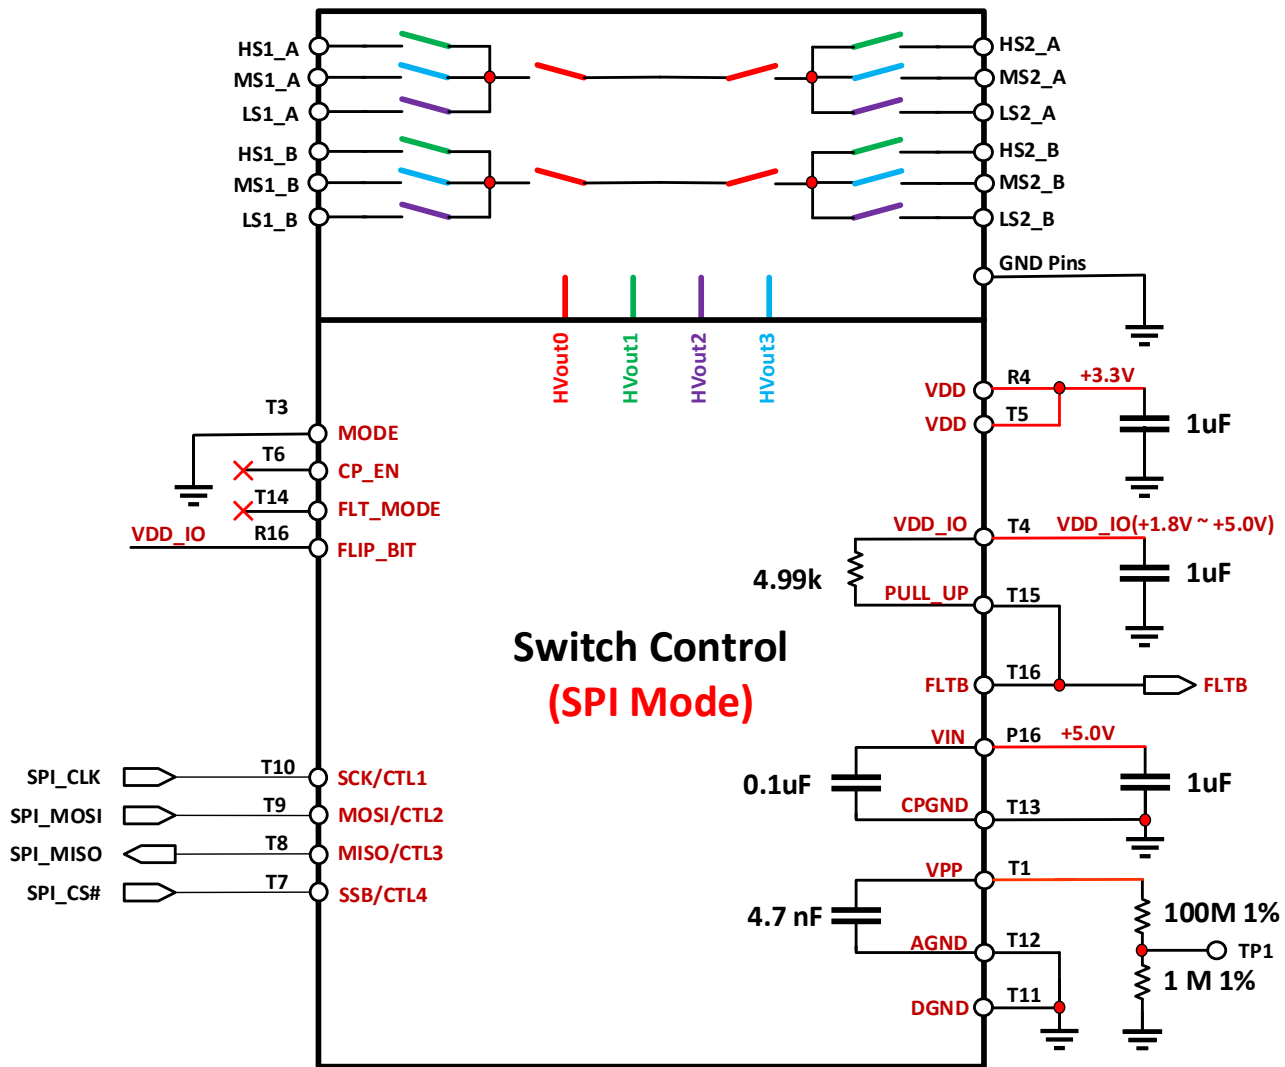 HS1_A
HS2_A
MS1_A
MS2_A
LS1_A
LS2_A
HS1_B
HS2_B
MS1_B
MS2_B
LS1_B
LS2_B
GND Pins
HVout0
HVout1
HVout2
HVout3
VDD R4 +3.3V
VDD T5
1uF
T3
MODE
T6
CP_EN
T14
FLT_MODE
VDD_IO R16
FLIP_BIT
VDD_IO T4 VDD_IO(+1.8V ~ +5.0V)
4.99k
1uF
PULL_UP T15
Switch Control
(SPI Mode)
FLTB T16 FLTB
VIN P16 +5.0V
0.1uF
1uF
CPGND T13
SPI_CLK T10 SCK/CTL1
SPI_MOSI T9 MOSI/CTL2
SPI_MISO T8 MISO/CTL3
SPI_CS# T7 SSB/CTL4
VPP T1
4.7 nF
100M 1%
AGND T12
TP1
1 M 1%
DGND T11